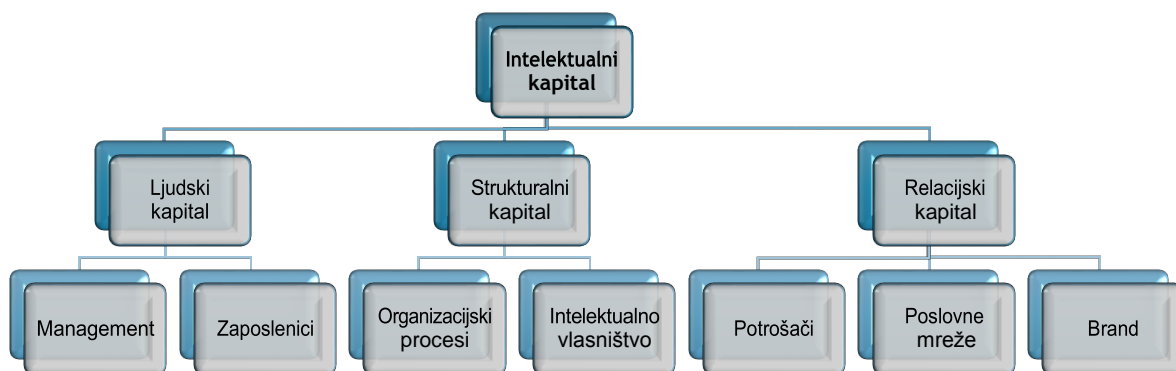 Intelektualni
kapital
Ljudski
kapital
Strukturalni
kapital
Relacijski
kapital
Management
Zaposlenici
Organizacijski
procesi
Intelektualno
vlasništvo
Potrošači
Poslovne
mreže
Brand